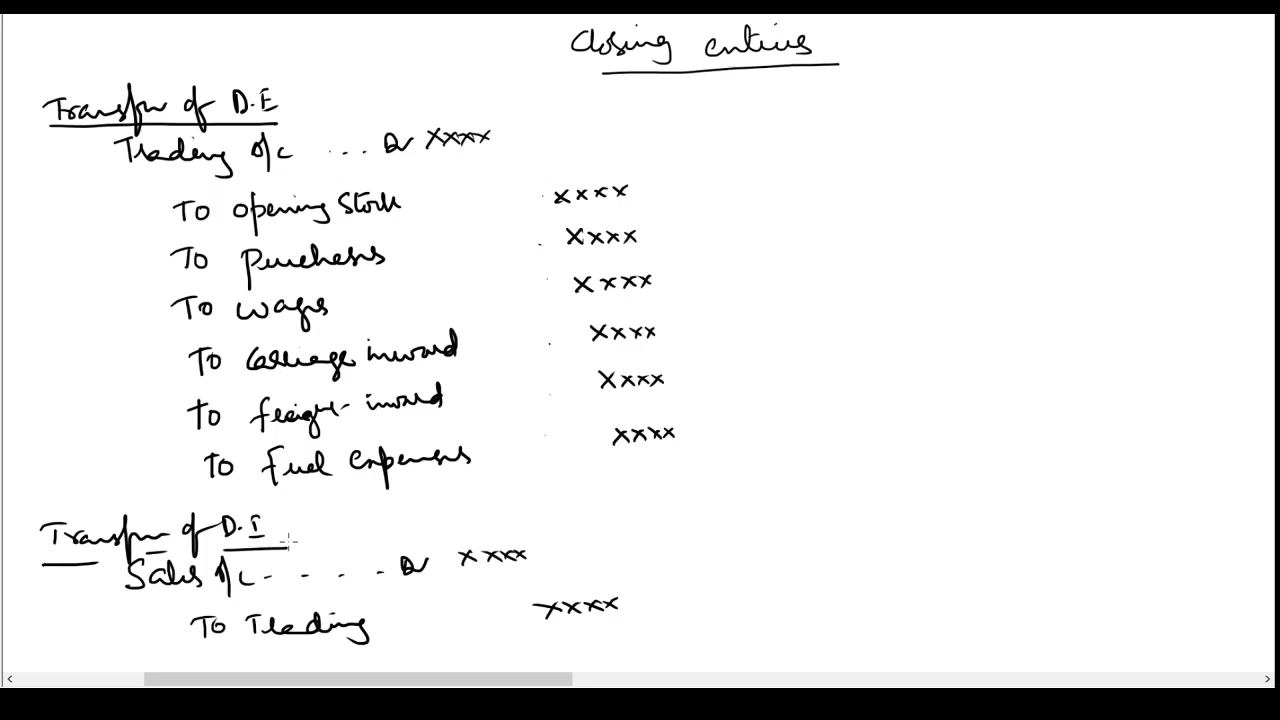 Closing entries
Transfer of D.E
Trading A/c ... Dr xxxx
To opening Stock xxxx
To purchases xxxx
To wages xxxx
To Carriage inward xxxx
To freight inward xxxx
To Fuel expenses xxxx
Transfer of D.I
Sales A/c - - - - - Dr xxxx
To Trading xxxx